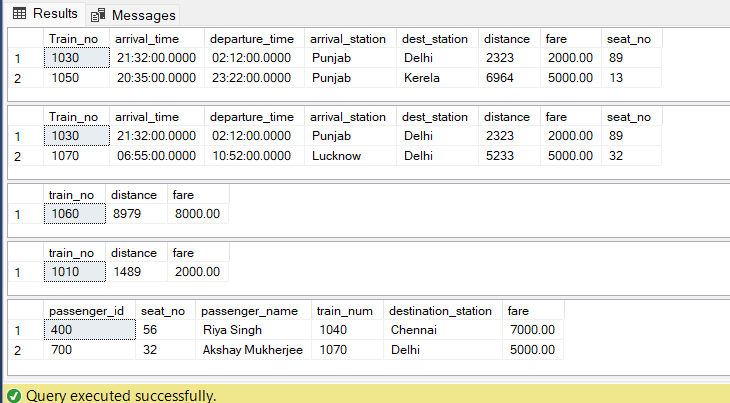 Results Messages
Train_no arrival_time departure_time arrival_station dest_station distance fare seat_no
1 1030 21:32:00.0000 02:12:00.0000 Punjab Delhi 2323 2000.00 89
2 1050 20:35:00.0000 23:22:00.0000 Punjab Kerela 6964 5000.00 13
Train_no arrival_time departure_time arrival_station dest_station distance fare seat_no
1 1030 21:32:00.0000 02:12:00.0000 Punjab Delhi 2323 2000.00 89
2 1070 06:55:00.0000 10:52:00.0000 Lucknow Delhi 5233 5000.00 32
train_no distance fare
1 1060 8979 8000.00
train_no distance fare
1 1010 1489 2000.00
passenger_id seat_no passenger_name train_num destination_station fare
1 400 56 Riya Singh 1040 Chennai 7000.00
2 700 32 Akshay Mukherjee 1070 Delhi 5000.00
Query executed successfully.